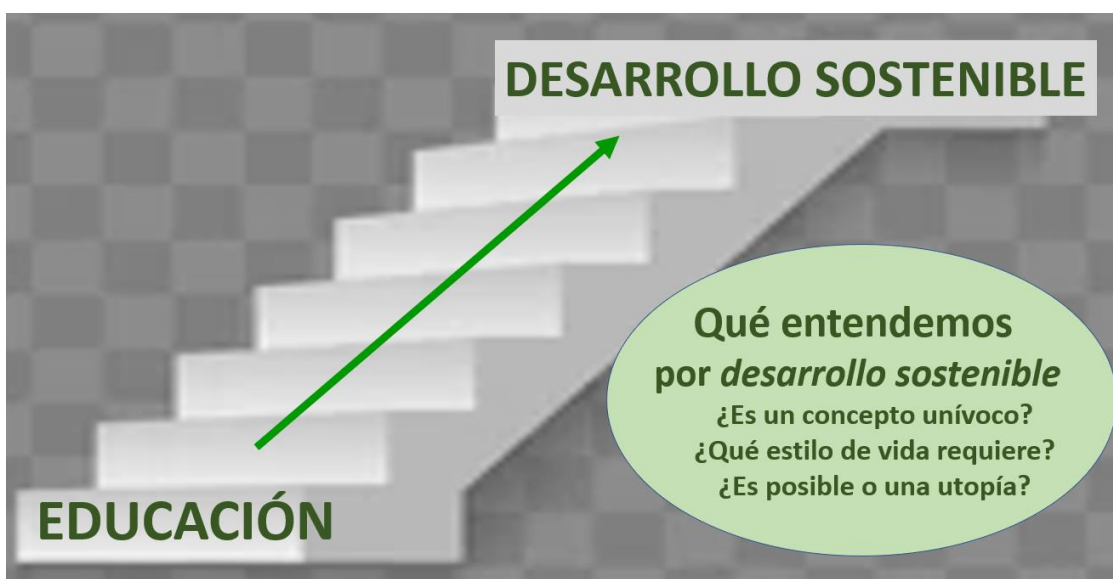 DESARROLLO SOSTENIBLE
Qué entendemos
por desarrollo sostenible
¿Es un concepto unívoco?
¿Qué estilo de vida requiere?
¿Es posible o una utopía?
EDUCACIÓN